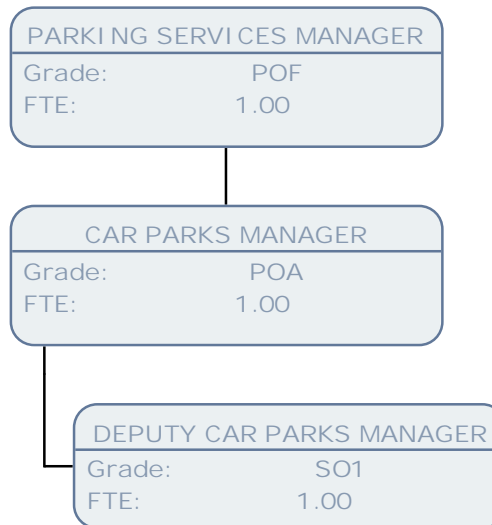 PARKING SERVICES MANAGER
Grade: POF
FTE: 1.00
CAR PARKS MANAGER
Grade: POA
FTE: 1.00
DEPUTY CAR PARKS MANAGER
Grade: SO1
FTE: 1.00